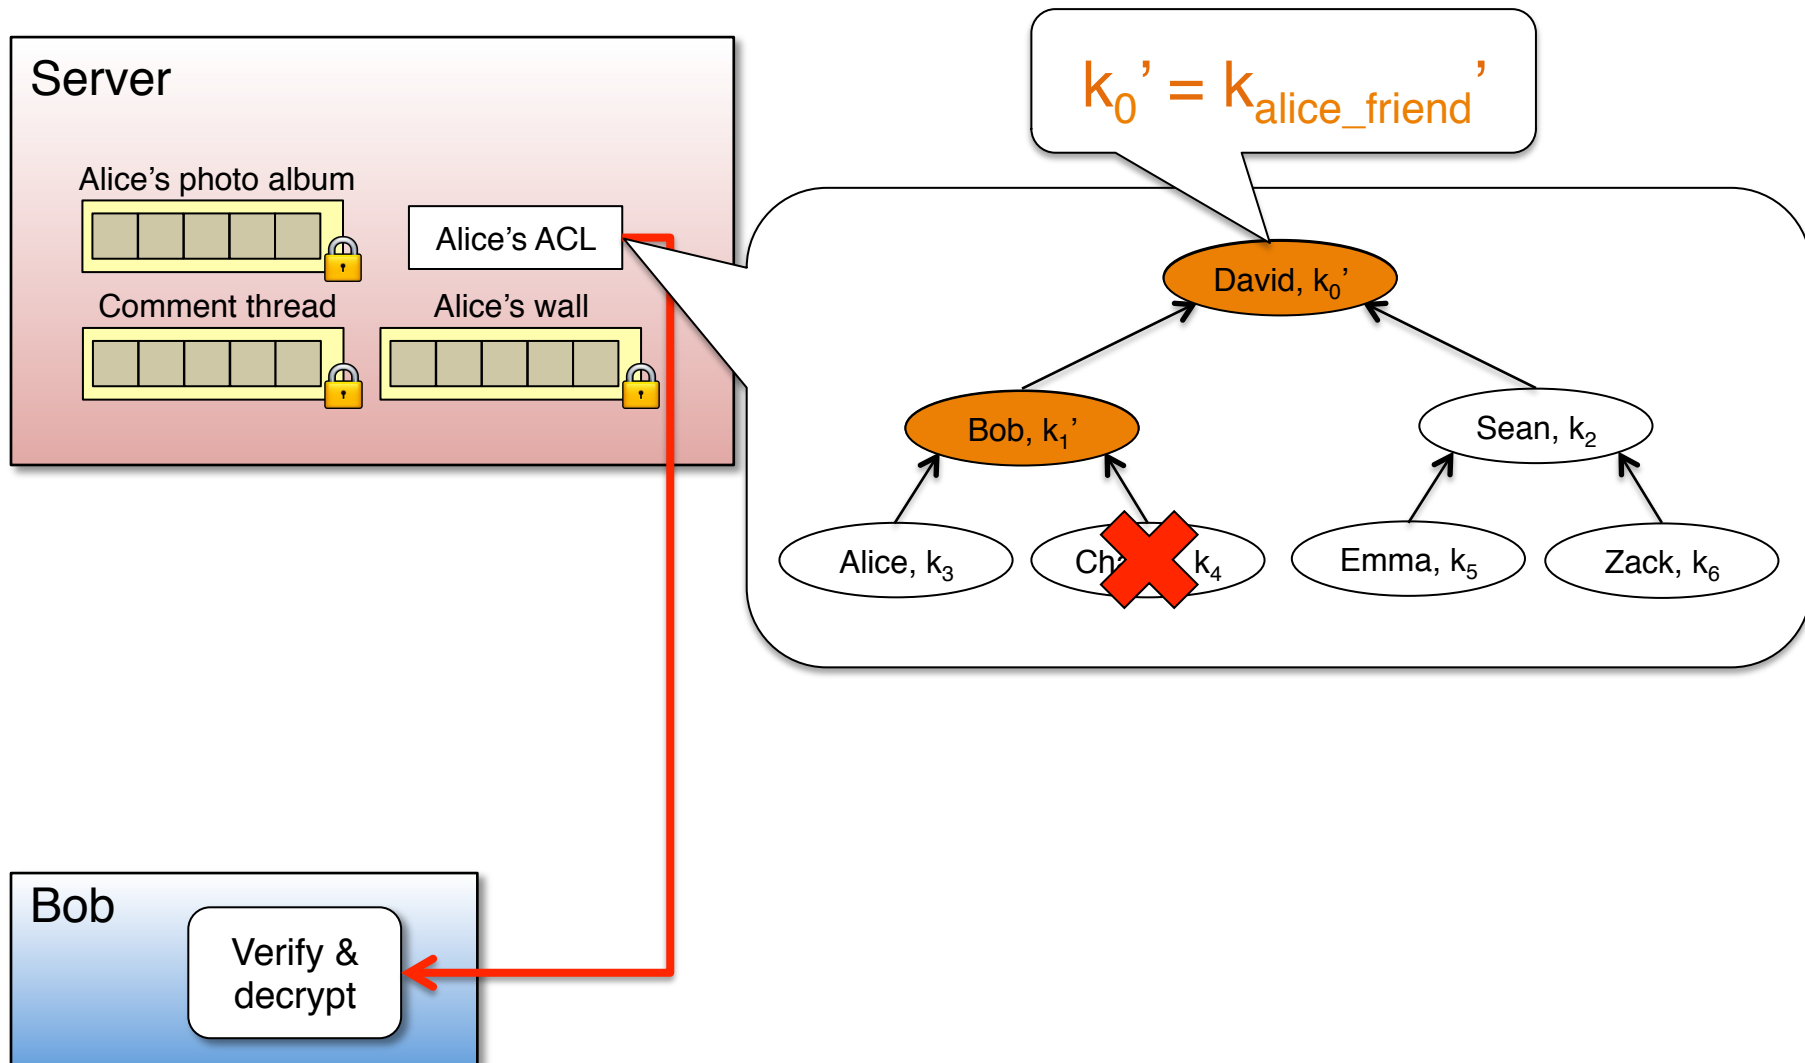 Server
k₀’ = kalice_friend’
Alice’s photo album
Alice’s ACL
Comment thread
Alice’s wall
David, k₀’
Bob, k₁’
Sean, k₂
Alice, k₃
k₄
Emma, k₅
Zack, k₆
Bob
Verify &
decrypt